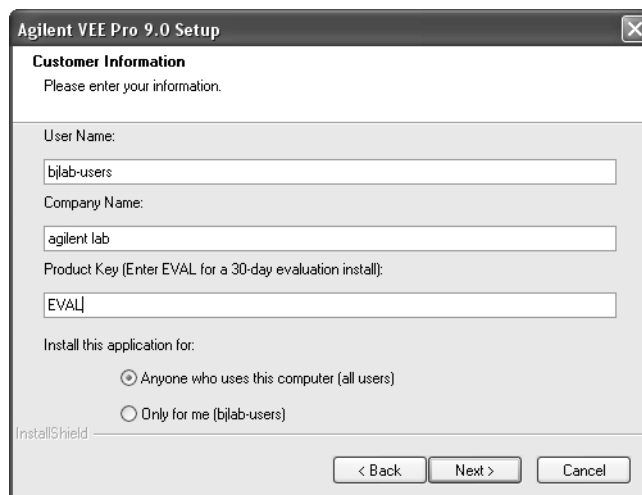 Agilent VEE Pro 9.0 Setup
Customer Information
Please enter your information.
User Name:
bjlab-users
Company Name:
agilent lab
Product Key (Enter EVAL for a 30-day evaluation install):
EVAL
Install this application for:
Anyone who uses this computer (all users)
Only for me (bjlab-users)
InstallShield
< Back Next > Cancel